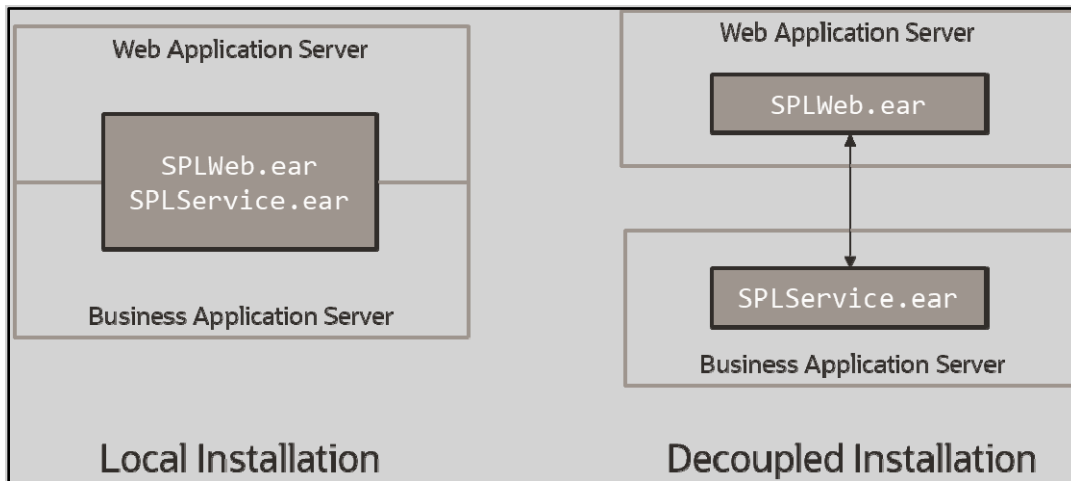 Web Application Server
SPLWeb.ear
SPLService.ear
Business Application Server
Local Installation
Web Application Server
SPLWeb.ear
SPLService.ear
Business Application Server
Decoupled Installation